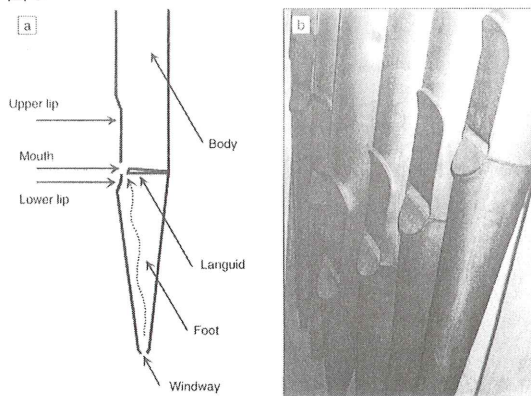 a
b
Upper lip
Body
Mouth
Lower lip
Languid
Foot
Windway